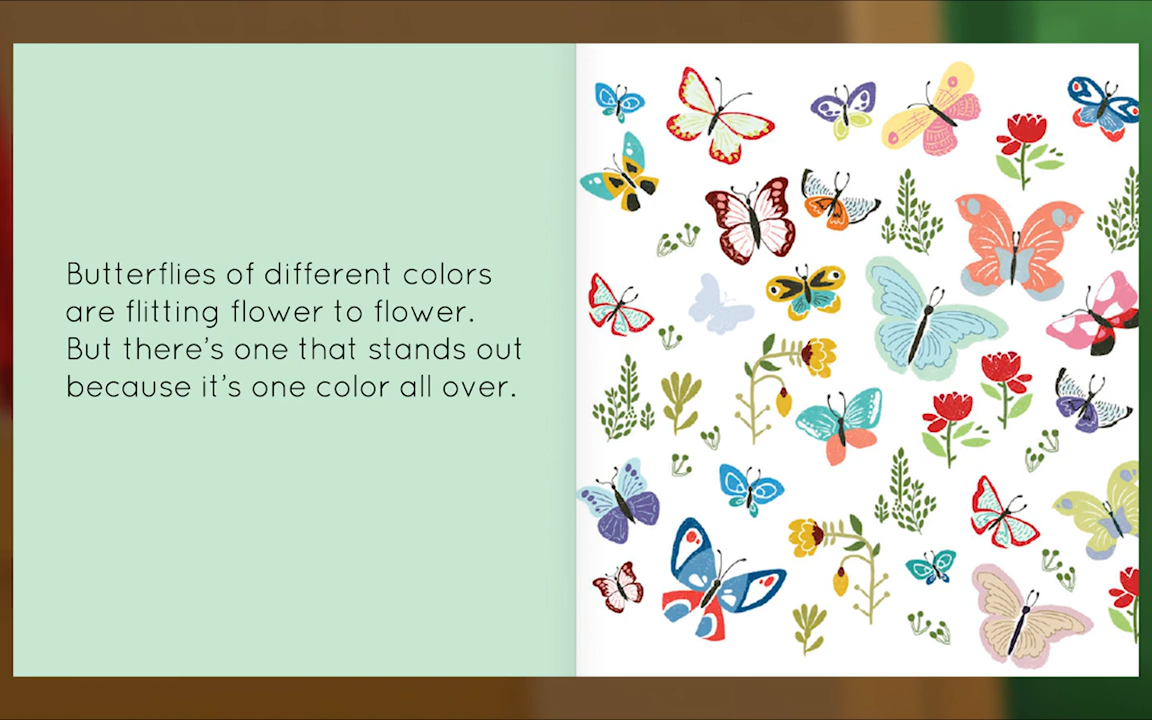 Butterflies of different colors
are flitting flower to flower.
But there's one that stands out
because it's one color all over.